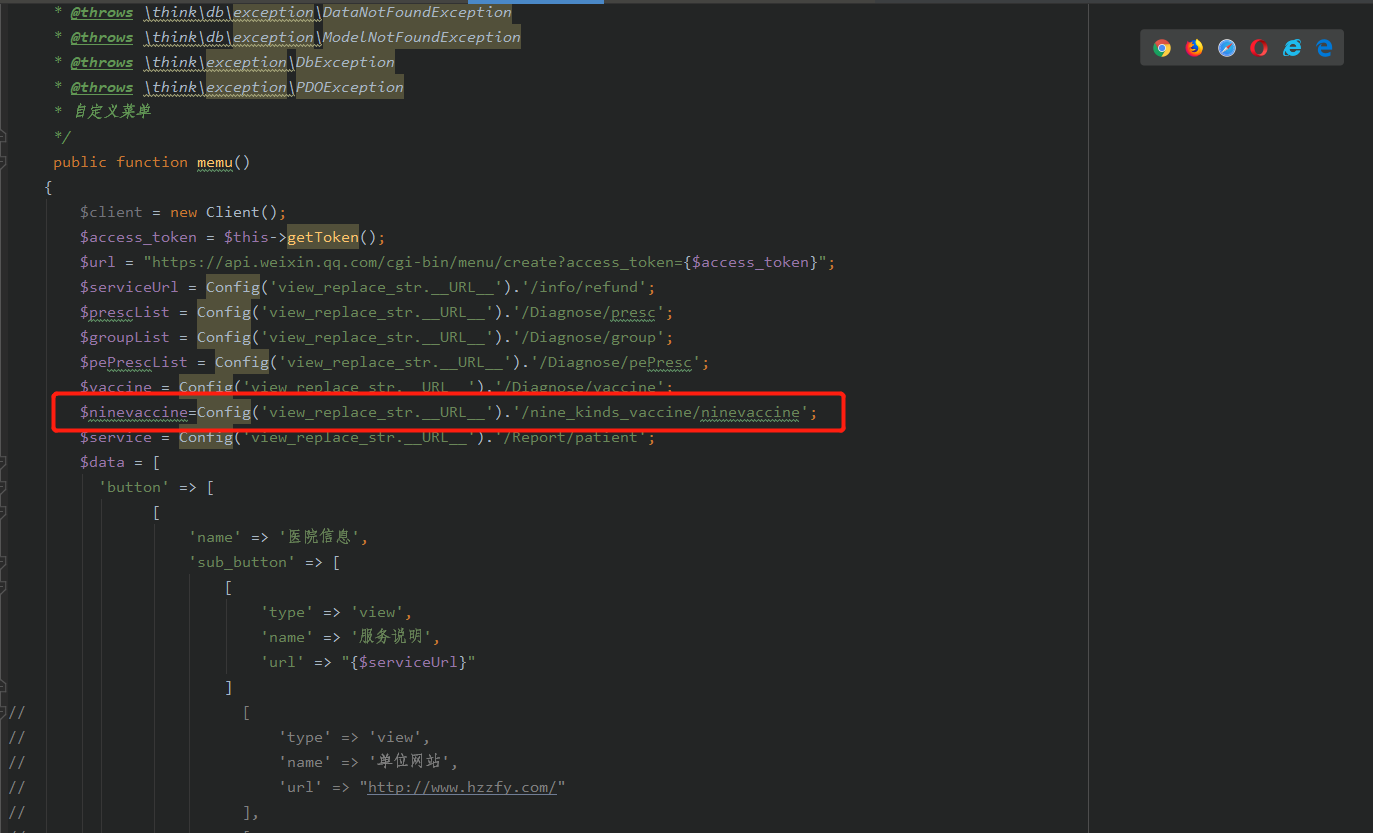 * @throws \think\db\exception\DataNotFoundException
* @throws \think\db\exception\ModelNotFoundException
* @throws \think\exception\DbException
* @throws \think\exception\PDOException
* 自定义菜单
*/
public function memu()
{
$client = new Client();
$access_token = $this->getToken();
$url = "https://api.weixin.qq.com/cgi-bin/menu/create?access_token={$access_token}";
$serviceUrl = Config('view_replace_str.__URL__').'/info/refund';
$prescList = Config('view_replace_str.__URL__').'/Diagnose/presc';
$groupList = Config('view_replace_str.__URL__').'/Diagnose/group';
$pePrescList = Config('view_replace_str.__URL__').'/Diagnose/pePresc';
$vaccine = Config('view_replace_str.__URL__').'/Diagnose/vaccine';
$ninevaccine=Config('view_replace_str.__URL__').'/nine_kinds_vaccine/ninevaccine';
$service = Config('view_replace_str.__URL__').'/Report/patient';
$data = [
'button' => [
[
'name' => '医院信息',
'sub_button' => [
[
'type' => 'view',
'name' => '服务说明',
'url' => "{$serviceUrl}"
]
// [
// 'type' => 'view',
// 'name' => '单位网站',
// 'url' => "http://www.hzzfy.com/"
// ],